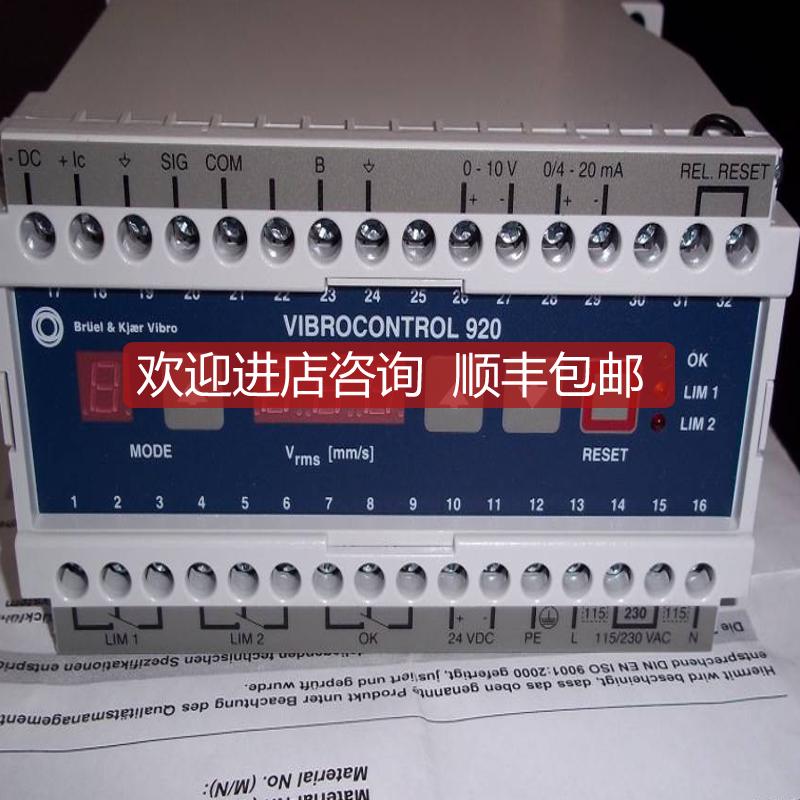 - DC + Ic SIG COM B 0 - 10 V 0/4 - 20 mA REL. RESET
+ - + -
17 18 19 20 21 22 23 24 25 26 27 28 29 30 31 32
Brüel & Kjær Vibro VIBROCONTROL 920
欢迎进店咨询 顺丰包邮
OK
LIM 1
LIM 2
MODE Vrms [mm/s] RESET
1 2 3 4 5 6 7 8 9 10 11 12 13 14 15 16
+ - 115 230 115
LIM 1 LIM 2 OK 24 VDC PE L 115/230 VAC N
Hiermit wird bescheinigt, dass das oben genannte Produkt unter Beachtung des Qualitätsmanagement
entsprechend DIN EN ISO 9001:2000 gefertigt, justiert und geprüft wurde.
Die
technischen Spezifikationen entspric
Material No. (M/N):